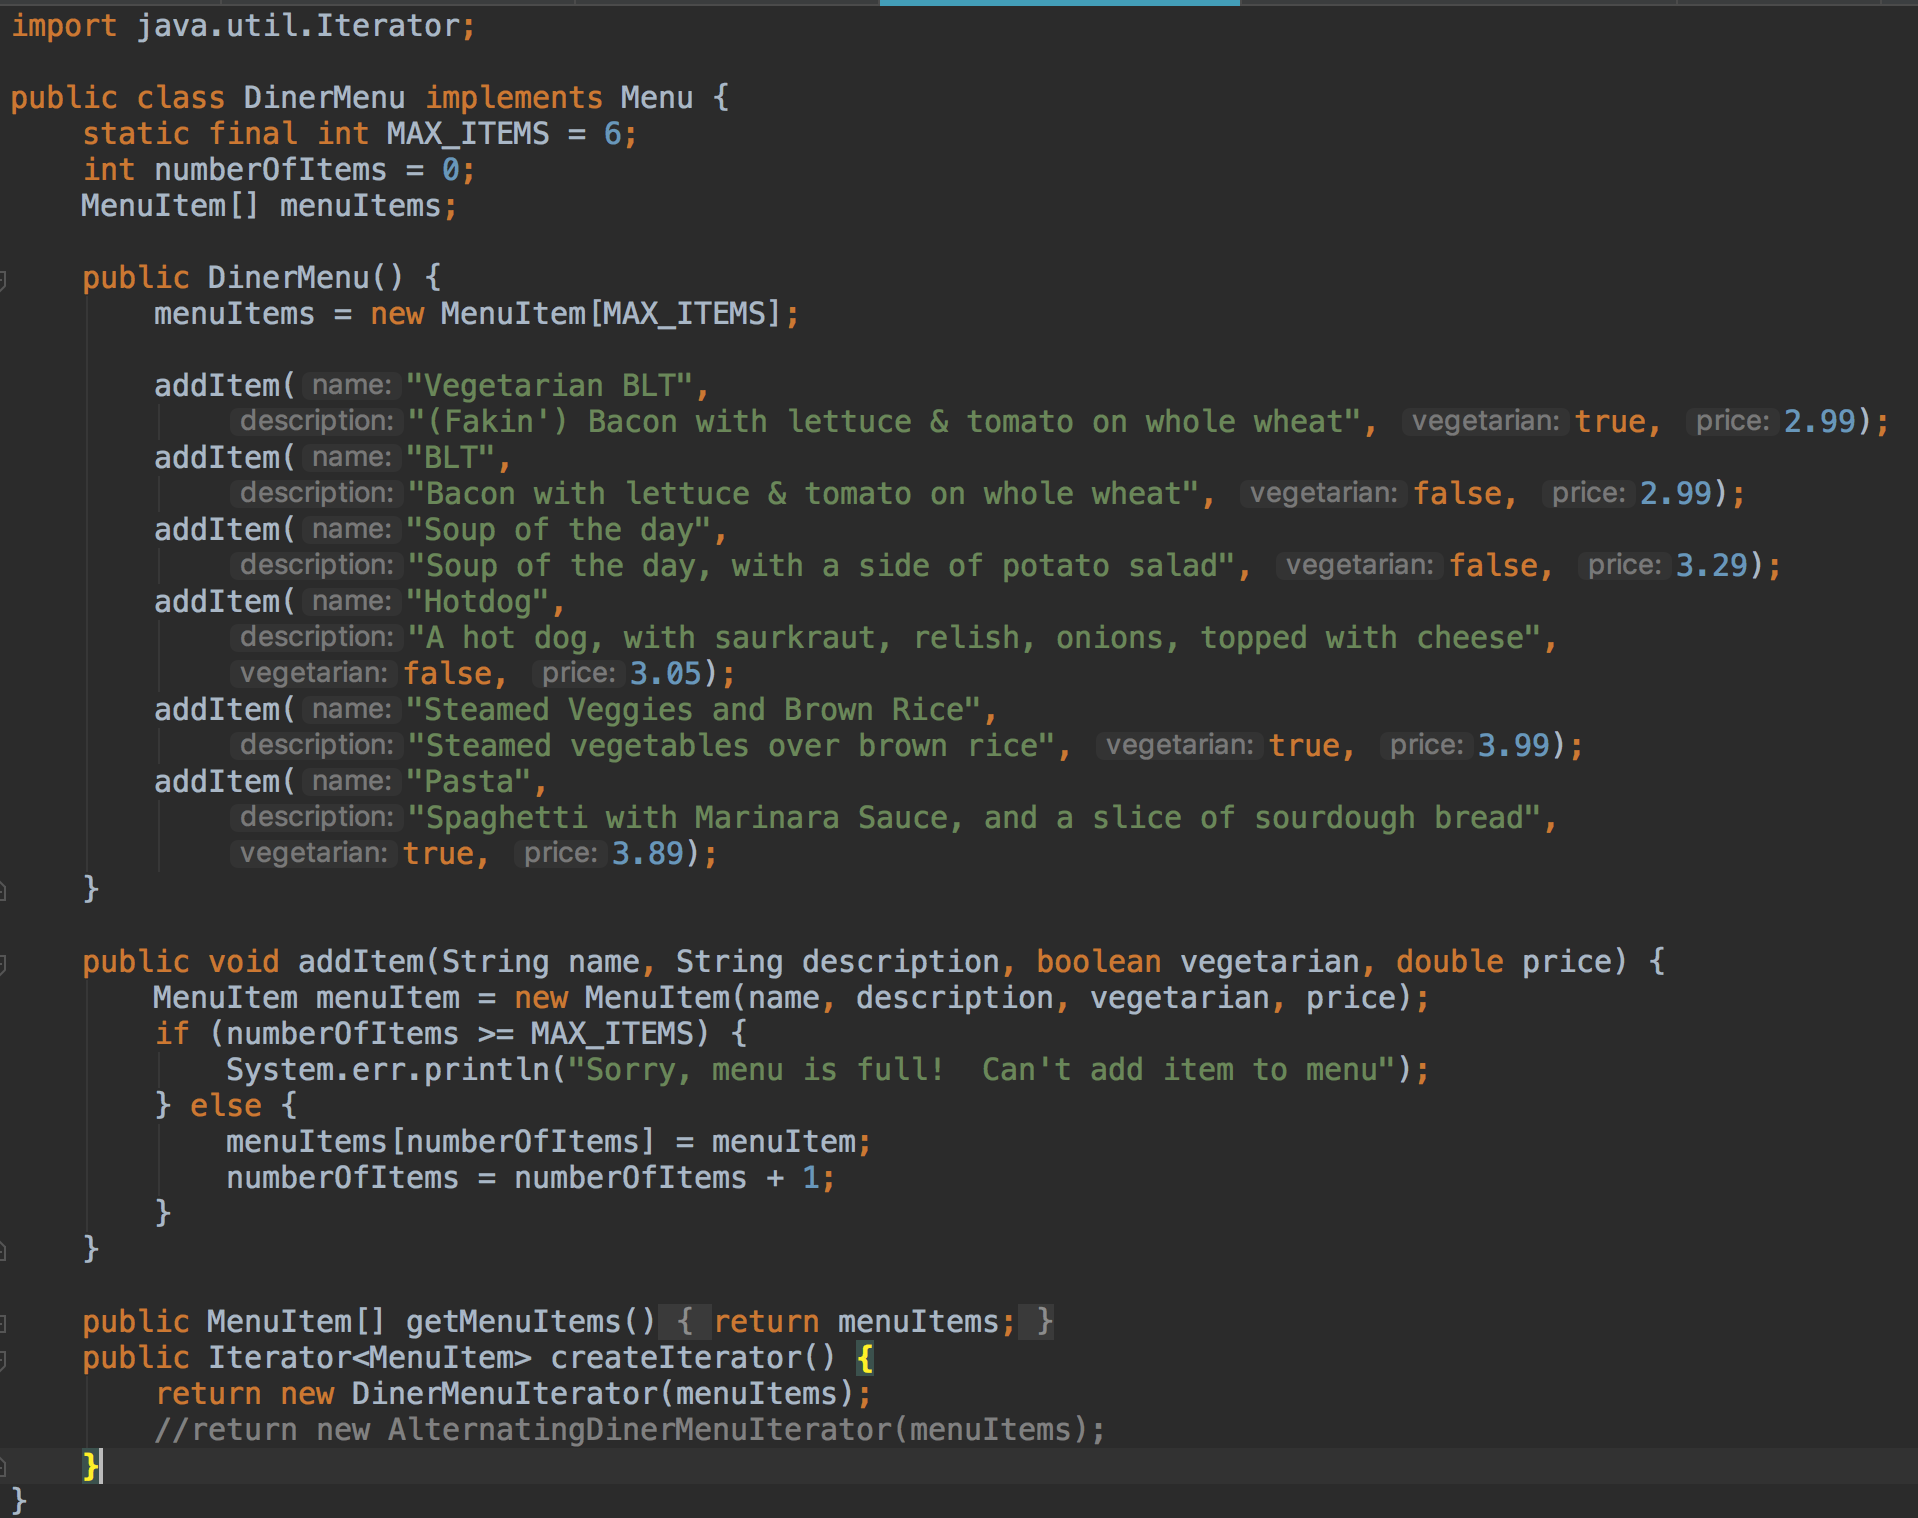 import java.util.Iterator;
public class DinerMenu implements Menu {
static final int MAX_ITEMS = 6;
int numberOfItems = 0;
MenuItem[] menuItems;
public DinerMenu() {
menuItems = new MenuItem[MAX_ITEMS];
addItem( name: "Vegetarian BLT",
description: "(Fakin') Bacon with lettuce & tomato on whole wheat", vegetarian: true, price: 2.99);
addItem( name: "BLT",
description: "Bacon with lettuce & tomato on whole wheat", vegetarian: false, price: 2.99);
addItem( name: "Soup of the day",
description: "Soup of the day, with a side of potato salad", vegetarian: false, price: 3.29);
addItem( name: "Hotdog",
description: "A hot dog, with saurkraut, relish, onions, topped with cheese",
vegetarian: false, price: 3.05);
addItem( name: "Steamed Veggies and Brown Rice",
description: "Steamed vegetables over brown rice", vegetarian: true, price: 3.99);
addItem( name: "Pasta",
description: "Spaghetti with Marinara Sauce, and a slice of sourdough bread",
vegetarian: true, price: 3.89);
}
public void addItem(String name, String description, boolean vegetarian, double price) {
MenuItem menuItem = new MenuItem(name, description, vegetarian, price);
if (numberOfItems >= MAX_ITEMS) {
System.err.println("Sorry, menu is full!  Can't add item to menu");
} else {
menuItems[numberOfItems] = menuItem;
numberOfItems = numberOfItems + 1;
}
}
public MenuItem[] getMenuItems() { return menuItems; }
public Iterator<MenuItem> createIterator() {
return new DinerMenuIterator(menuItems);
//return new AlternatingDinerMenuIterator(menuItems);
}
}